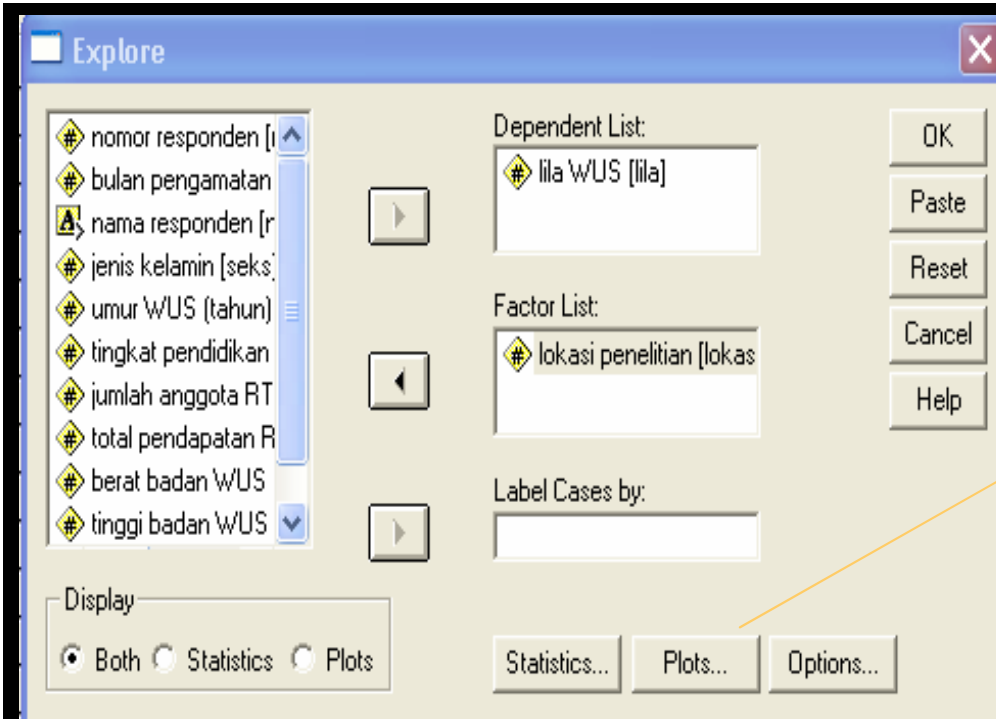 Explore
nomor responden [r
bulan pengamatan
nama responden [r
jenis kelamin [seks]
umur WUS (tahun)
tingkat pendidikan
jumlah anggota RT
total pendapatan R
berat badan WUS
tinggi badan WUS
Dependent List:
lila WUS [lila]
Factor List:
lokasi penelitian [lokas
Label Cases by:
OK
Paste
Reset
Cancel
Help
Display
Both Statistics Plots
Statistics... Plots... Options...